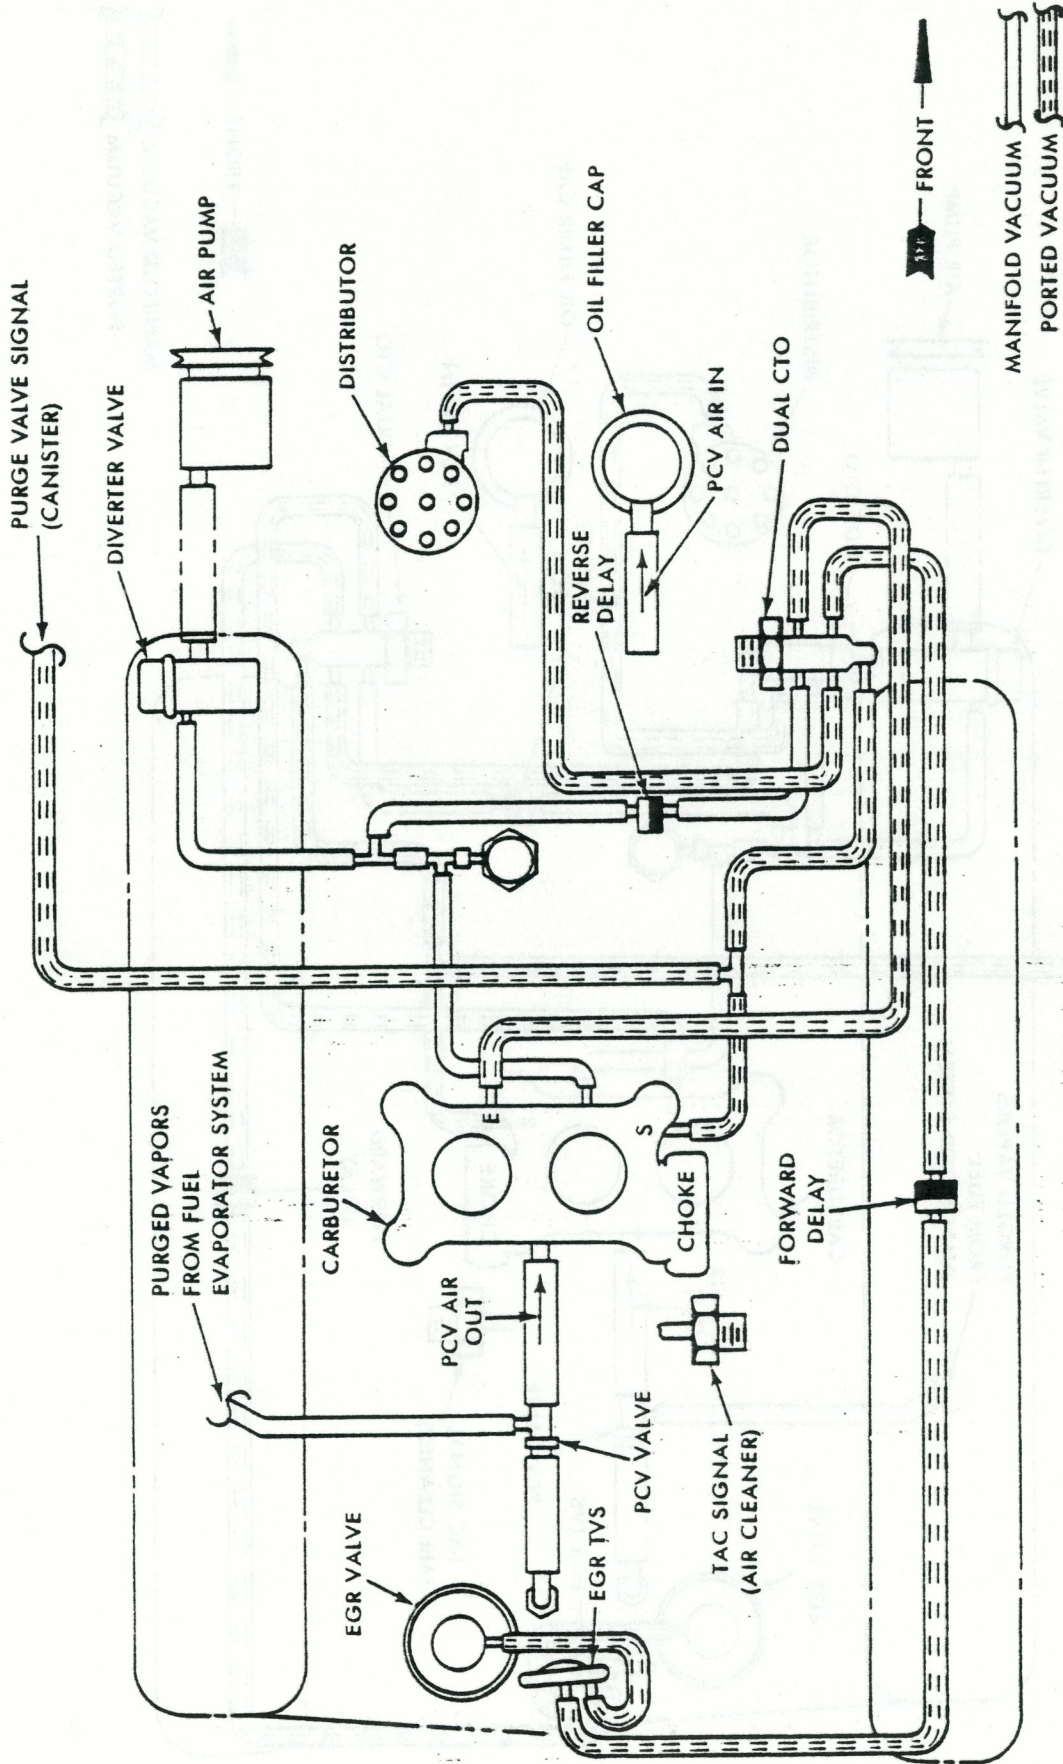 PURGE VALVE SIGNAL
(CANISTER)
DIVERTER VALVE
AIR PUMP
DISTRIBUTOR
OIL FILLER CAP
PCV AIR IN
REVERSE
DELAY
DUAL CTO
FRONT
MANIFOLD VACUUM
PORTED VACUUM
PURGED VAPORS
FROM FUEL
EVAPORATOR SYSTEM
CARBURETOR
E
S
CHOKE
PCV AIR
OUT
FORWARD
DELAY
EGR VALVE
PCV VALVE
EGR TVS
TAC SIGNAL
(AIR CLEANER)